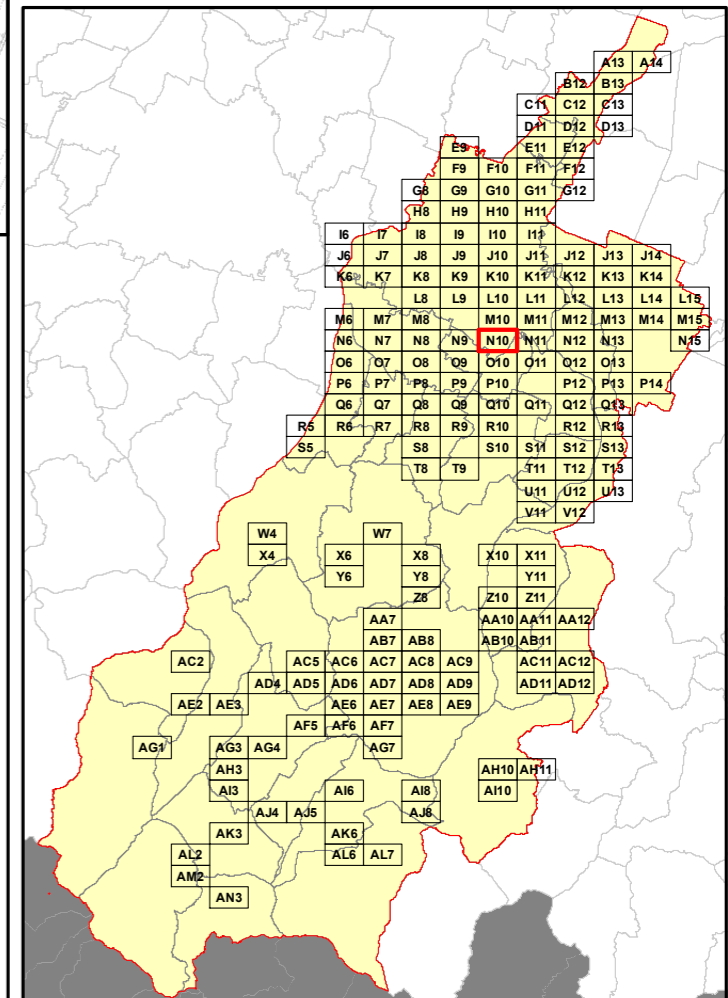 A13 A14
B12 B13
C11 C12 C13
D11 D12 D13
E9 E11 E12
F9 F10 F11 F12
G8 G9 G10 G11 G12
H8 H9 H10 H11
I6 I7 I8 I9 I10 I11
J6 J7 J8 J9 J10 J11 J12 J13 J14
K6 K7 K8 K9 K10 K11 K12 K13 K14
L8 L9 L10 L11 L12 L13 L14 L15
M6 M7 M8 M10 M11 M12 M13 M14 M15
N6 N7 N8 N9 N10 N11 N12 N13 N15
O6 O7 O8 O9 O10 O11 O12 O13
P6 P7 P8 P9 P10 P12 P13 P14
Q6 Q7 Q8 Q9 Q10 Q11 Q12 Q13
R5 R6 R7 R8 R9 R10 R12 R13
S5 S8 S10 S11 S12 S13
T8 T9 T11 T12 T13
U11 U12 U13
V11 V12
W4 W7
X4 X6 X8 X10 X11
Y6 Y8 Y11
Z8 Z10 Z11
AA7 AA10 AA11 AA12
AB7 AB8 AB10 AB11
AC2 AC5 AC6 AC7 AC8 AC9 AC11 AC12
AD4 AD5 AD6 AD7 AD8 AD9 AD11 AD12
AE2 AE3 AE6 AE7 AE8 AE9
AF5 AF6 AF7
AG1 AG3 AG4 AG7
AH3 AH10 AH11
AI3 AI6 AI8 AI10
AJ4 AJ5 AJ8
AK3 AK6
AL2 AL6 AL7
AM2
AN3